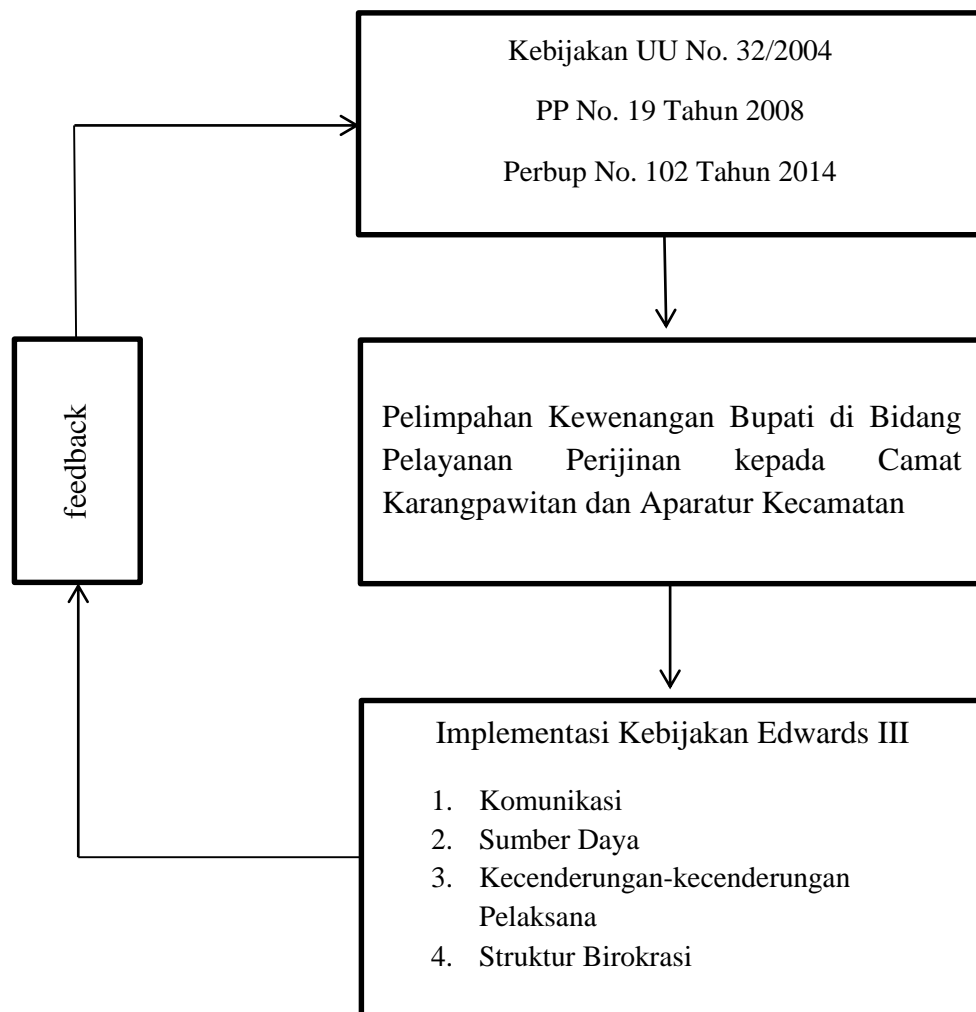 Kebijakan UU No. 32/2004
PP No. 19 Tahun 2008
Perbup No. 102 Tahun 2014
feedback
Pelimpahan Kewenangan Bupati di Bidang
Pelayanan Perijinan kepada Camat
Karangpawitan dan Aparatur Kecamatan
Implementasi Kebijakan Edwards III
1. Komunikasi
2. Sumber Daya
3. Kecenderungan-kecenderungan
Pelaksana
4. Struktur Birokrasi